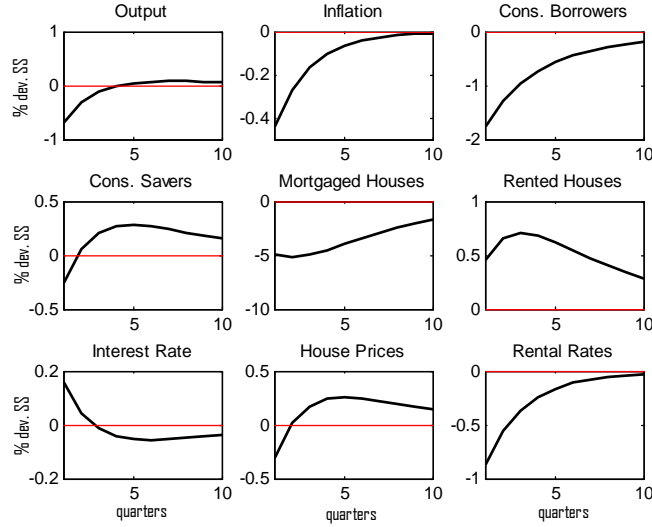 Output Inflation Cons. Borrowers
1 0 0
% dev. SS
0 -0.2 -1
-0.4
-1 -2
5 10 5 10 5 10
Cons. Savers Mortgaged Houses Rented Houses
0.5 0 1
% dev. SS
0 -5 0.5
-0.5 -10 0
5 10 5 10 5 10
Interest Rate House Prices Rental Rates
0.2 0.5 0
% dev. SS
0 0 -0.5
0.2 0.5 -1
5 10 5 10 5 10
quarters quarters quarters